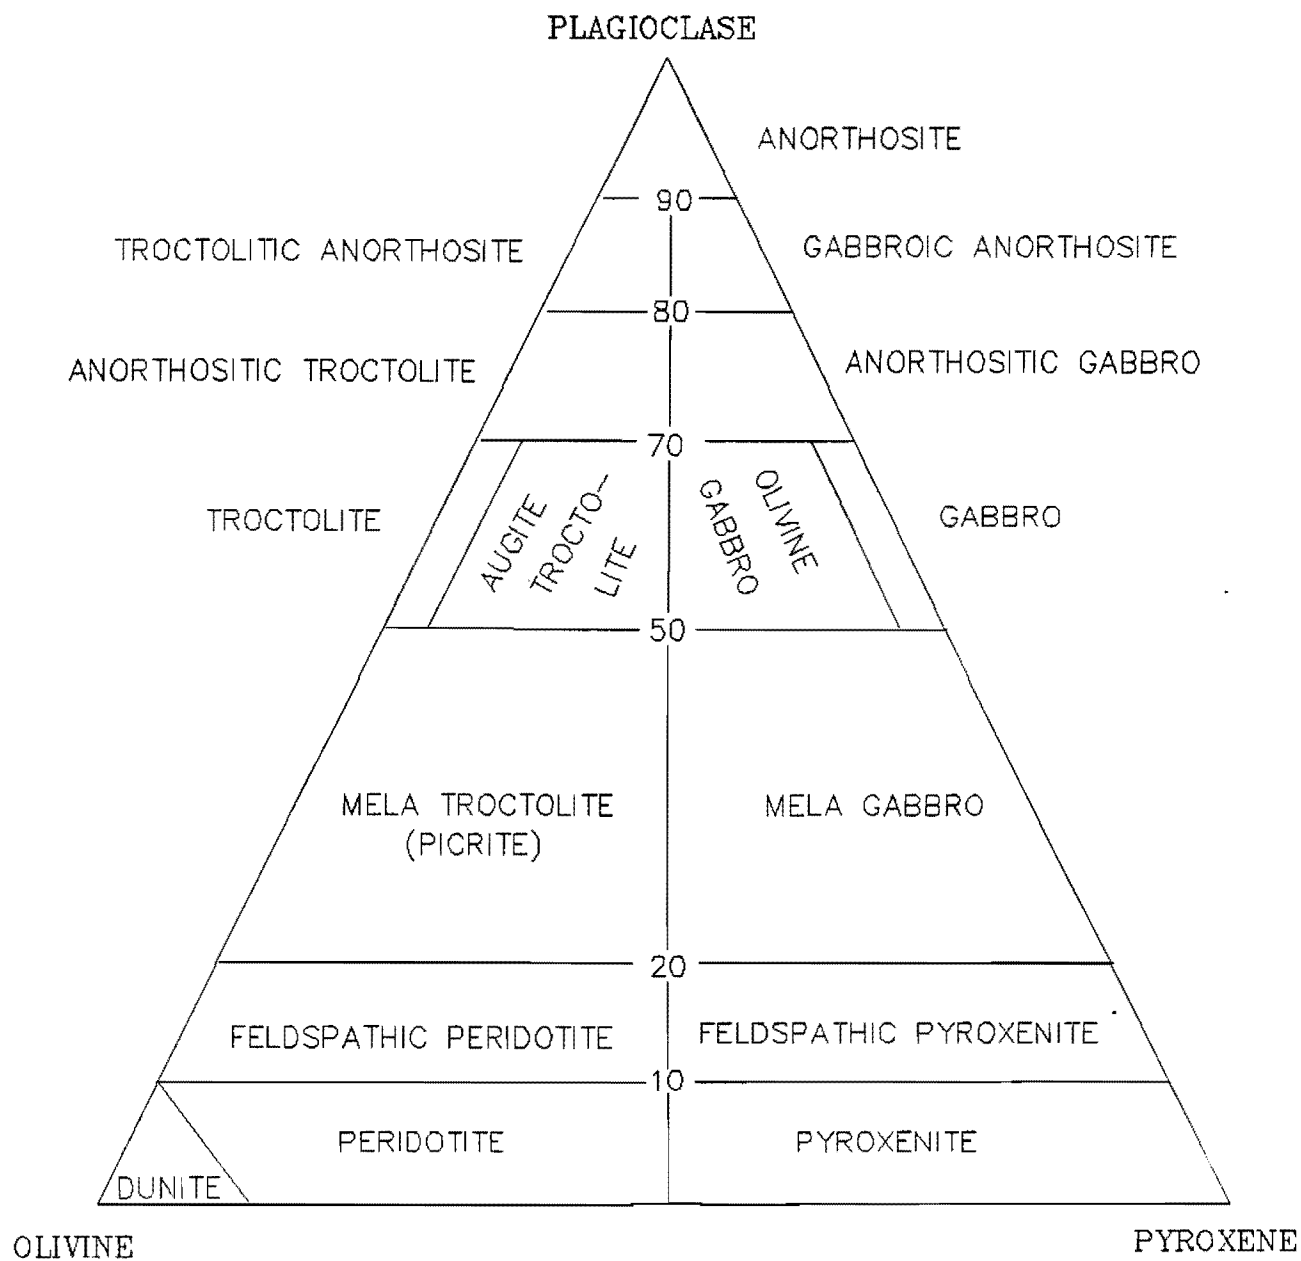 PLAGIOCLASE
ANORTHOSITE
90
TROCTOLITIC ANORTHOSITE
GABBROIC ANORTHOSITE
80
ANORTHOSITIC TROCTOLITE
ANORTHOSITIC GABBRO
70
TROCTOLITE
AUGITE
TROCTO-
LITE
OLIVINE
GABBRO
GABBRO
50
MELA TROCTOLITE
(PICRITE)
MELA GABBRO
20
FELDSPATHIC PERIDOTITE
FELDSPATHIC PYROXENITE
10
PERIDOTITE
PYROXENITE
DUNITE
OLIVINE
PYROXENE